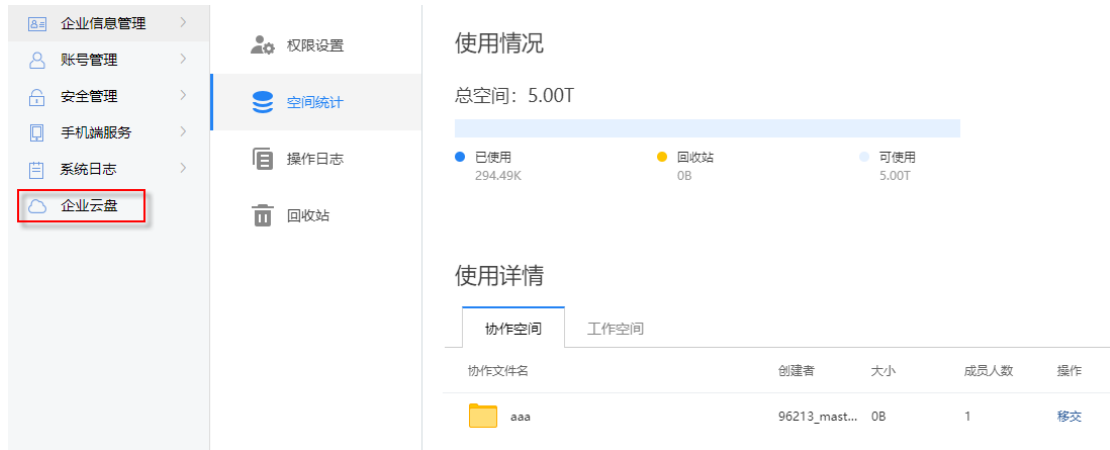 企业信息管理
账号管理
安全管理
手机端服务
系统日志
企业云盘
权限设置
空间统计
操作日志
回收站
使用情况
总空间：5.00T
已使用 回收站 可使用
294.49K 0B 5.00T
使用详情
协作空间 工作空间
协作文件名 创建者 大小 成员人数 操作
aaa 96213_mast... 0B 1 移交